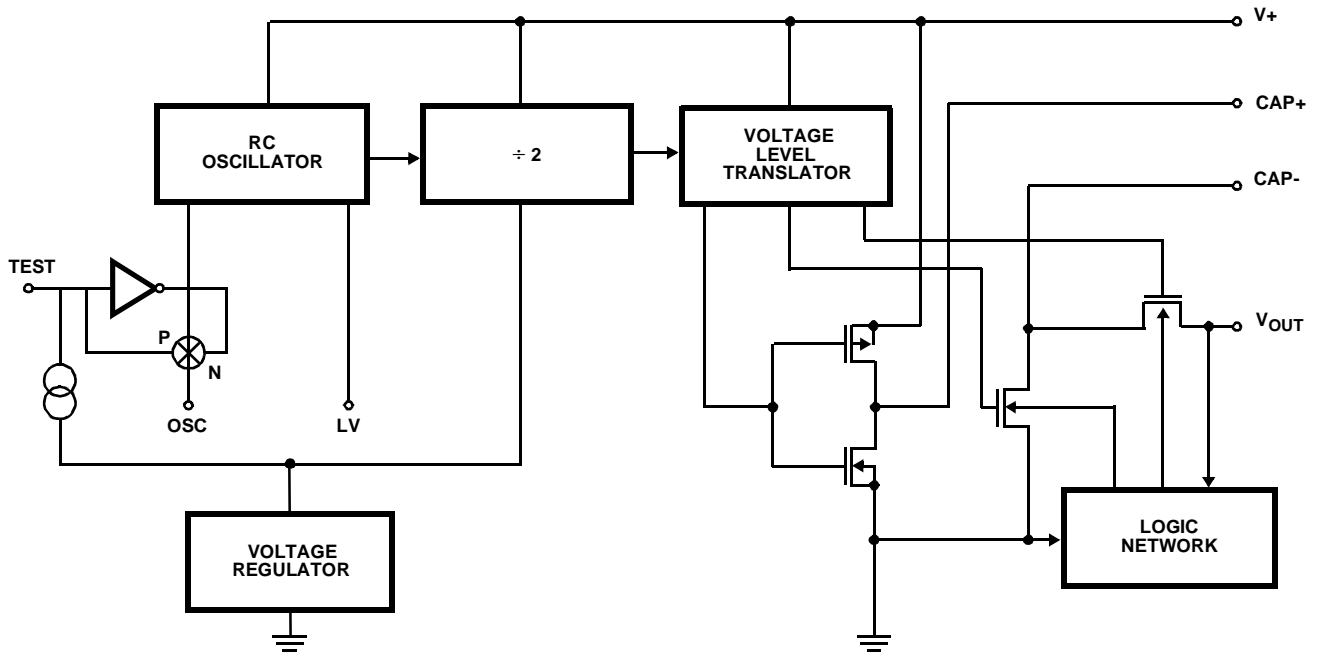 V+
CAP+
RC
OSCILLATOR
÷ 2
VOLTAGE
LEVEL
TRANSLATOR
CAP-
TEST
P
N
VOUT
OSC
LV
VOLTAGE
REGULATOR
LOGIC
NETWORK